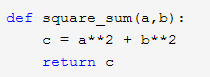 def square_sum(a,b):
    c = a**2 + b**2
    return c